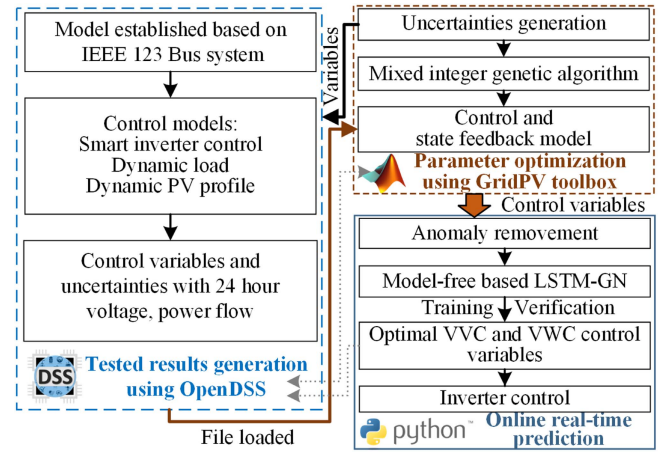 Model established based on
IEEE 123 Bus system
Control models:
Smart inverter control
Dynamic load
Dynamic PV profile
Control variables and
uncertainties with 24 hour
voltage, power flow
DSS
Tested results generation
using OpenDSS
File loaded
Variables
Uncertainties generation
Mixed integer genetic algorithm
Control and
state feedback model
Parameter optimization
using GridPV toolbox
Control variables
Anomaly removement
Model-free based LSTM-GN
Training Verification
Optimal VVC and VWC control
variables
Inverter control
python™
Online real-time
prediction